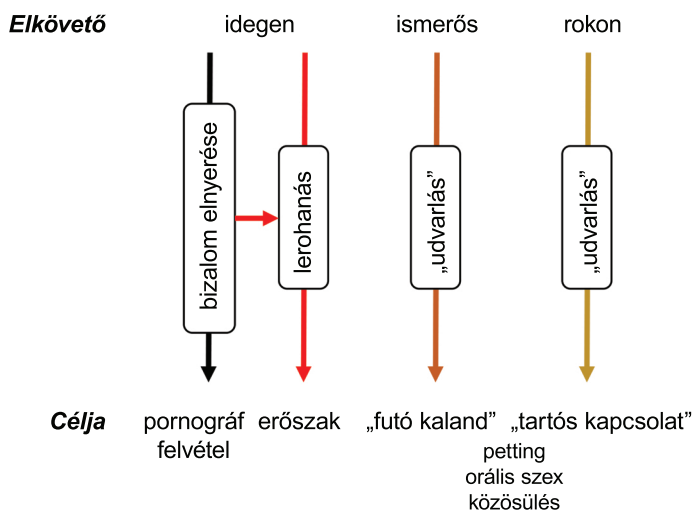 Elkövető idegen ismerős rokon
bizalom elnyerése
lerohanás
„udvarlás”
„udvarlás”
Célja pornográf erőszak „futó kaland” „tartós kapcsolat”
felvétel
petting
orális szex
közösülés